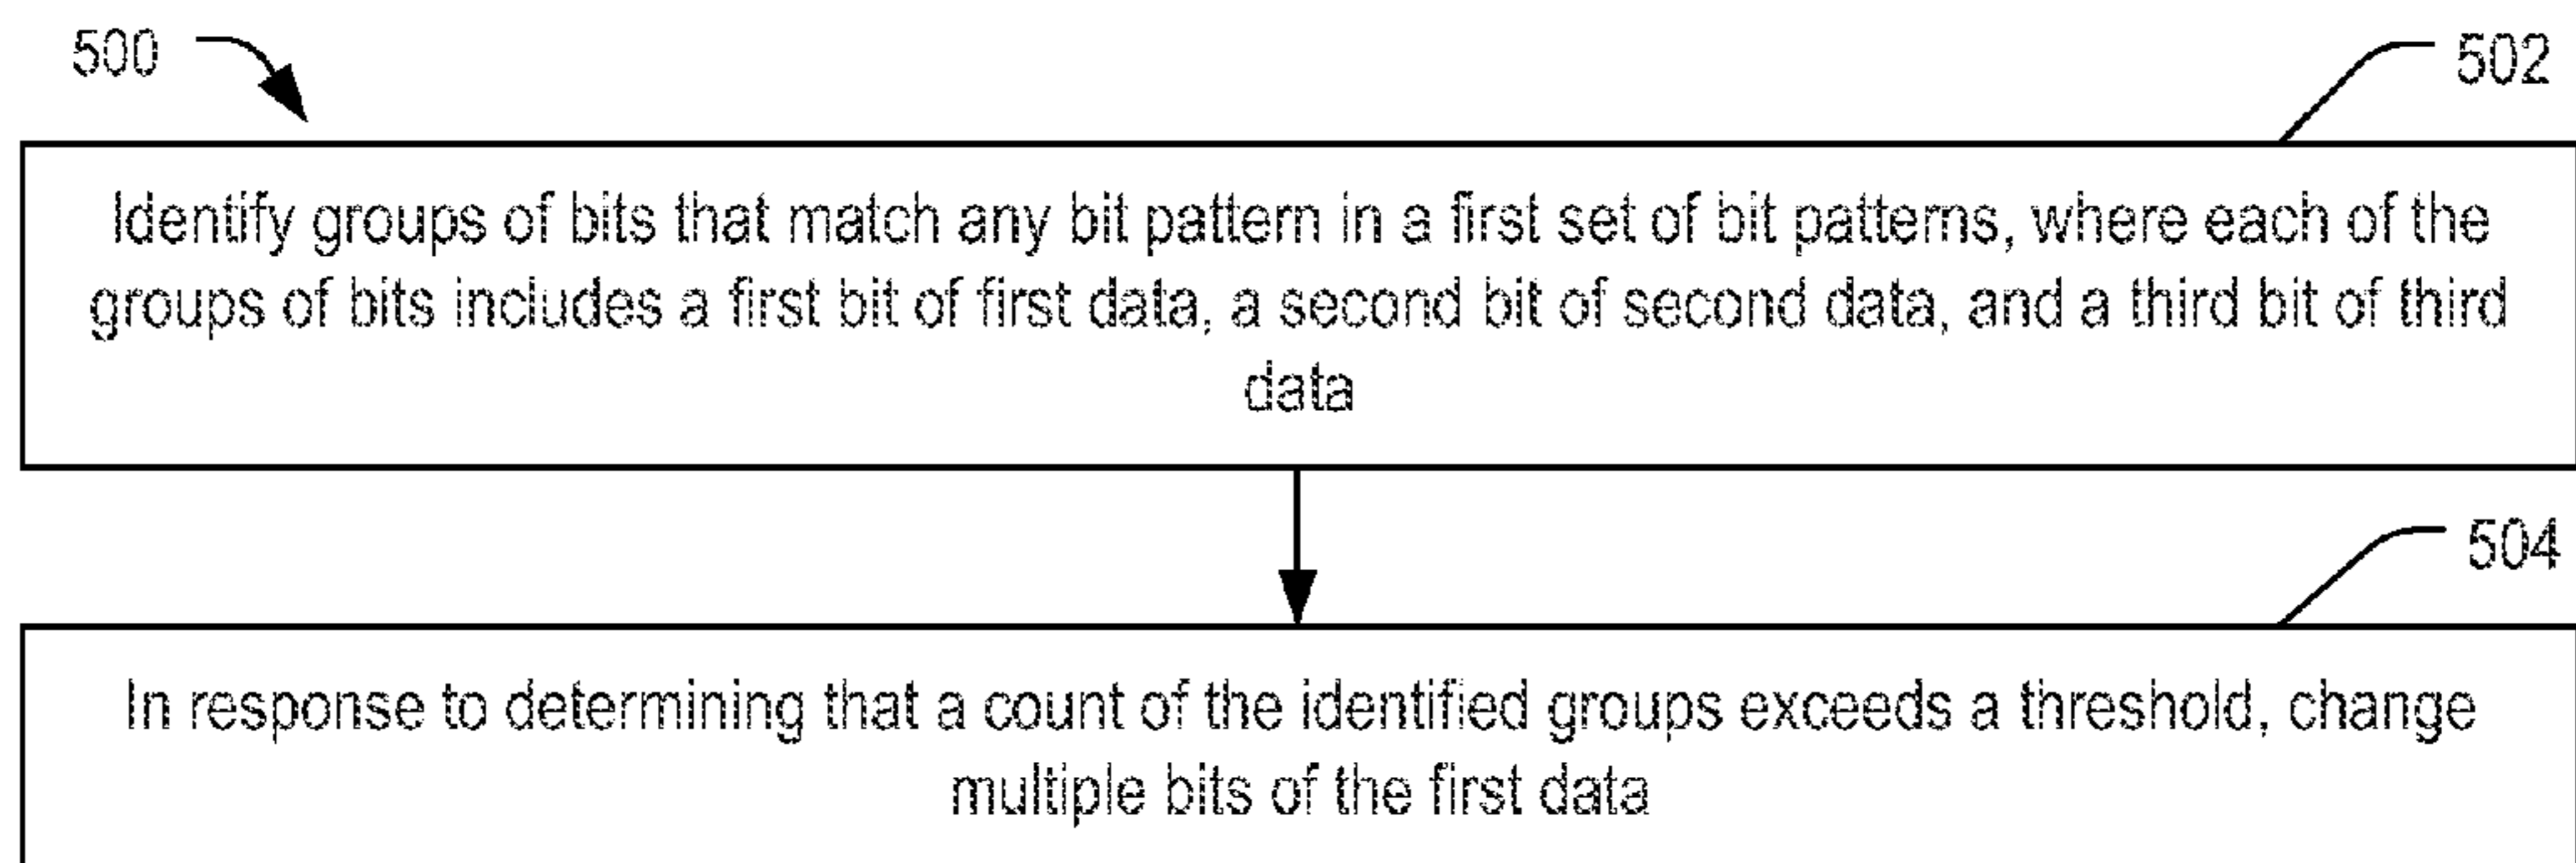 500
502
Identify groups of bits that match any bit pattern in a first set of bit patterns, where each of the
groups of bits includes a first bit of first data, a second bit of second data, and a third bit of third
data
504
In response to determining that a count of the identified groups exceeds a threshold, change
multiple bits of the first data